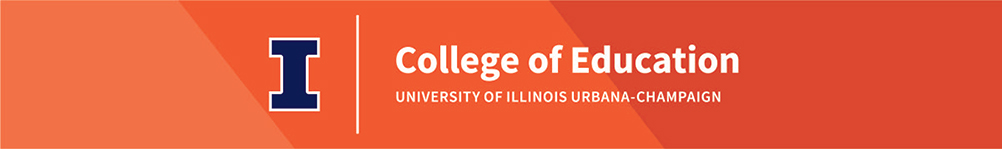 I
College of Education
UNIVERSITY OF ILLINOIS URBANA-CHAMPAIGN